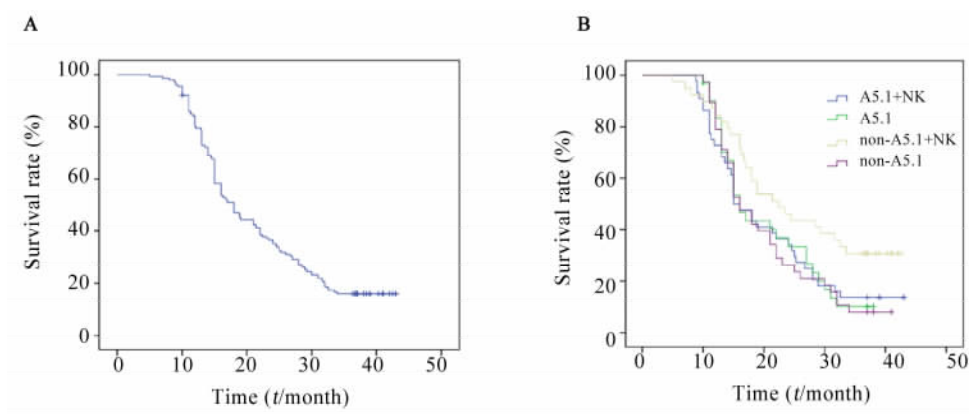 A
Survival rate (%)
100
80
60
40
20
0
0 10 20 30 40 50
Time (t/month)
B
Survival rate (%)
100
80
60
40
20
0
A5.1+NK
A5.1
non-A5.1+NK
non-A5.1
0 10 20 30 40 50
Time (t/month)